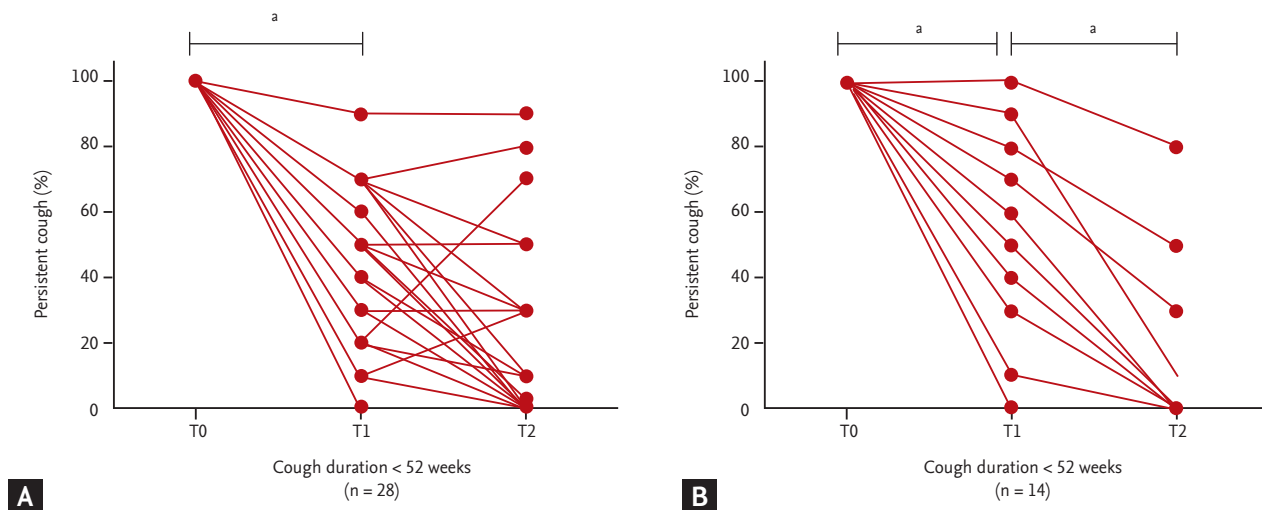 a
Persistent cough (%)
100
80
60
40
20
0
T0 T1 T2
Cough duration < 52 weeks
(n = 28)
A
a a
Persistent cough (%)
100
80
60
40
20
0
T0 T1 T2
Cough duration < 52 weeks
(n = 14)
B